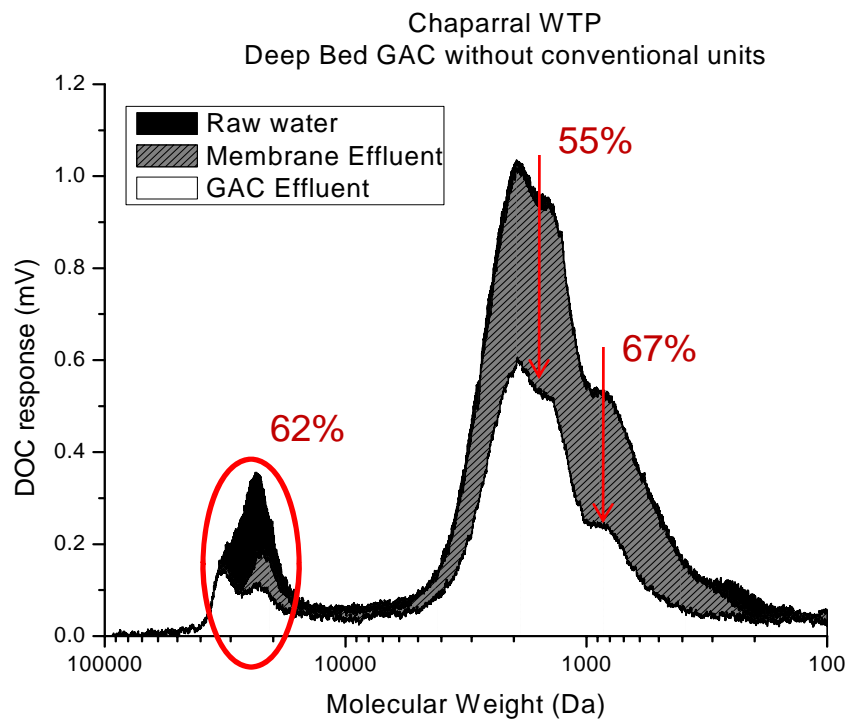 Chaparral WTP
Deep Bed GAC without conventional units
1.2
1.0
0.8
0.6
0.4
0.2
0.0
DOC response (mV)
Raw water
Membrane Effluent
GAC Effluent
55%
67%
62%
100000
10000
1000
100
Molecular Weight (Da)